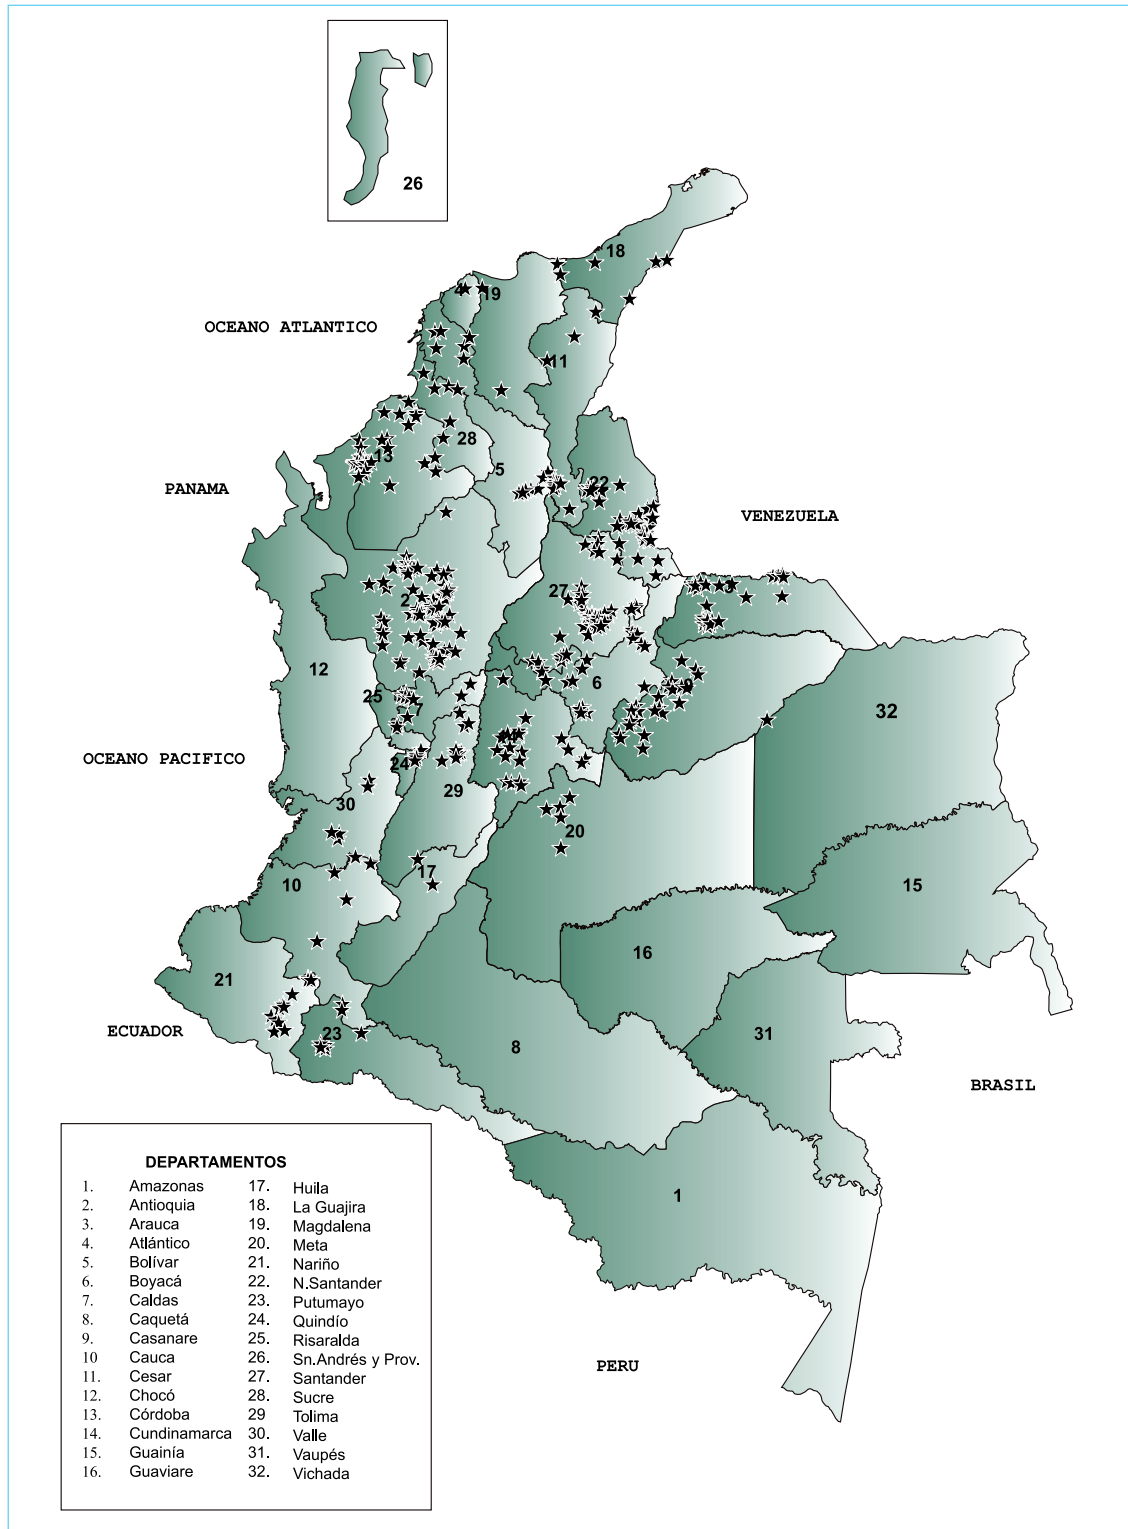 26
18
4
19
OCEANO ATLANTICO
11
28
13
5
PANAMA
22
VENEZUELA
3
27
2
12
6
25
7
9
32
14
OCEANO PACIFICO
24
29
30
20
17
10
15
16
21
ECUADOR
23
31
8
BRASIL
1
PERU
DEPARTAMENTOS
1. Amazonas 17. Huila
2. Antioquia 18. La Guajira
3. Arauca 19. Magdalena
4. Atlántico 20. Meta
5. Bolívar 21. Nariño
6. Boyacá 22. N.Santander
7. Caldas 23. Putumayo
8. Caquetá 24. Quindío
9. Casanare 25. Risaralda
10 Cauca 26. Sn.Andrés y Prov.
11. Cesar 27. Santander
12. Chocó 28. Sucre
13. Córdoba 29 Tolima
14. Cundinamarca 30. Valle
15. Guainía 31. Vaupés
16. Guaviare 32. Vichada